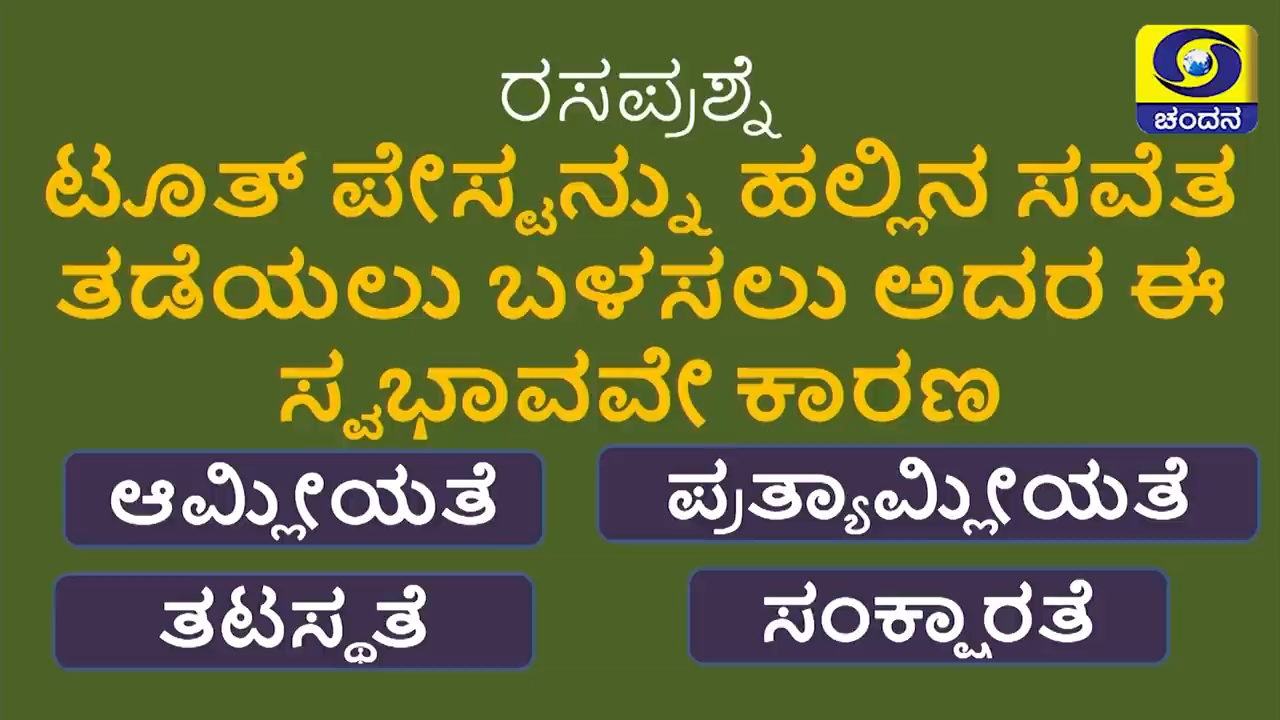 ರಸಪ್ರಶ್ನೆ
ಚಂದನ
ಟೂತ್ ಪೇಸ್ಟನ್ನು ಹಲ್ಲಿನ ಸವೆತ
ತಡೆಯಲು ಬಳಸಲು ಅದರ ಈ
ಸ್ವಭಾವವೇ ಕಾರಣ
ಆಮ್ಲೀಯತೆ
ಪ್ರತ್ಯಾಮ್ಲೀಯತೆ
ತಟಸ್ಥತೆ
ಸಂಕ್ಷಾರತೆ